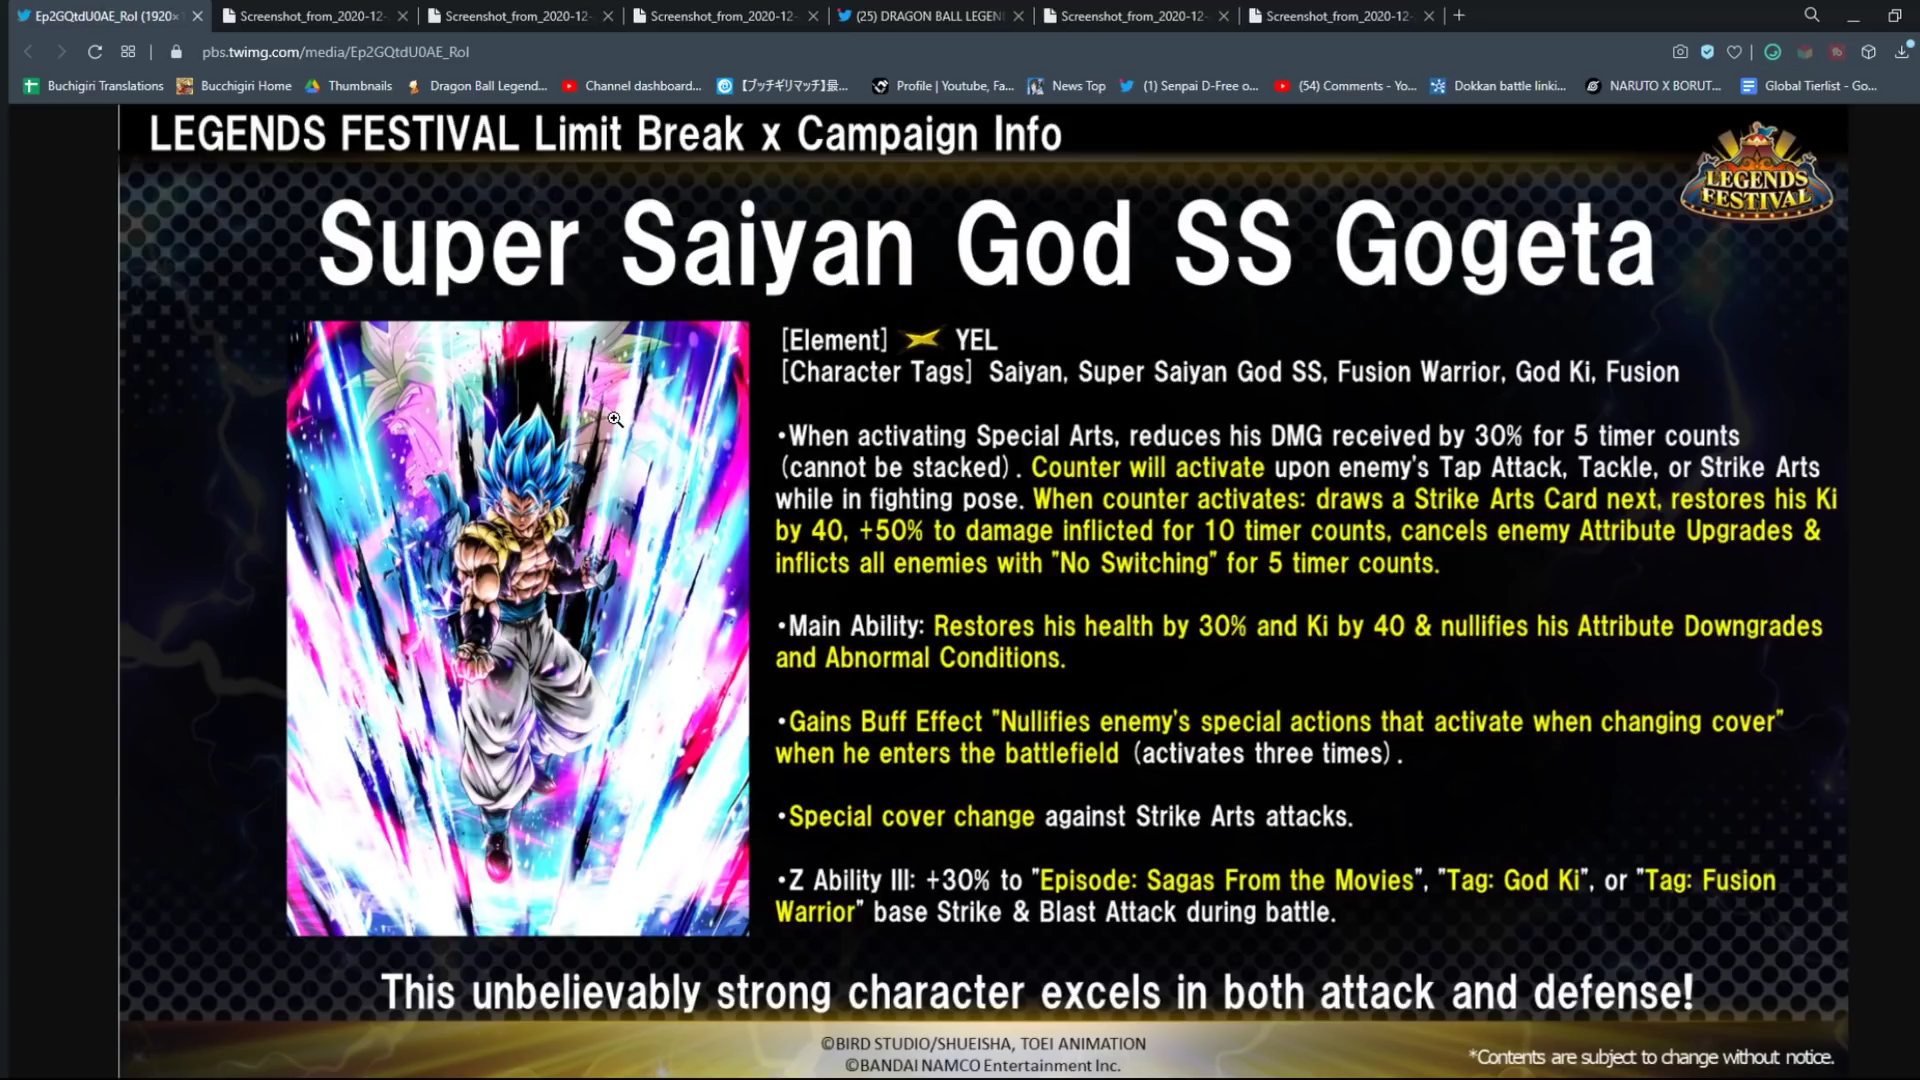 Ep2GQtdU0AE_RoI (1920×
Screenshot_from_2020-12-
Screenshot_from_2020-12-
Screenshot_from_2020-12-
(25) DRAGON BALL LEGEN
Screenshot_from_2020-12-
Screenshot_from_2020-12-
pbs.twimg.com/media/Ep2GQtdU0AE_RoI
Buchigiri Translations
Bucchigiri Home
Thumbnails
Dragon Ball Legend...
Channel dashboard...
【ブッチギリマッチ】最...
Profile | Youtube, Fa...
News Top
(1) Senpai D-Free o...
(54) Comments - Yo...
Dokkan battle linki...
NARUTO X BORUT...
Global Tierlist - Go...
LEGENDS FESTIVAL Limit Break x Campaign Info
LEGENDS
FESTIVAL
Super Saiyan God SS Gogeta
[Element] YEL
[Character Tags] Saiyan, Super Saiyan God SS, Fusion Warrior, God Ki, Fusion
•When activating Special Arts, reduces his DMG received by 30% for 5 timer counts
(cannot be stacked). Counter will activate upon enemy's Tap Attack, Tackle, or Strike Arts
while in fighting pose. When counter activates: draws a Strike Arts Card next, restores his Ki
by 40, +50% to damage inflicted for 10 timer counts, cancels enemy Attribute Upgrades &
inflicts all enemies with "No Switching" for 5 timer counts.
•Main Ability: Restores his health by 30% and Ki by 40 & nullifies his Attribute Downgrades
and Abnormal Conditions.
•Gains Buff Effect "Nullifies enemy's special actions that activate when changing cover"
when he enters the battlefield (activates three times).
•Special cover change against Strike Arts attacks.
•Z Ability III: +30% to "Episode: Sagas From the Movies", "Tag: God Ki", or "Tag: Fusion
Warrior" base Strike & Blast Attack during battle.
This unbelievably strong character excels in both attack and defense!
©BIRD STUDIO/SHUEISHA, TOEI ANIMATION
©BANDAI NAMCO Entertainment Inc.
*Contents are subject to change without notice.